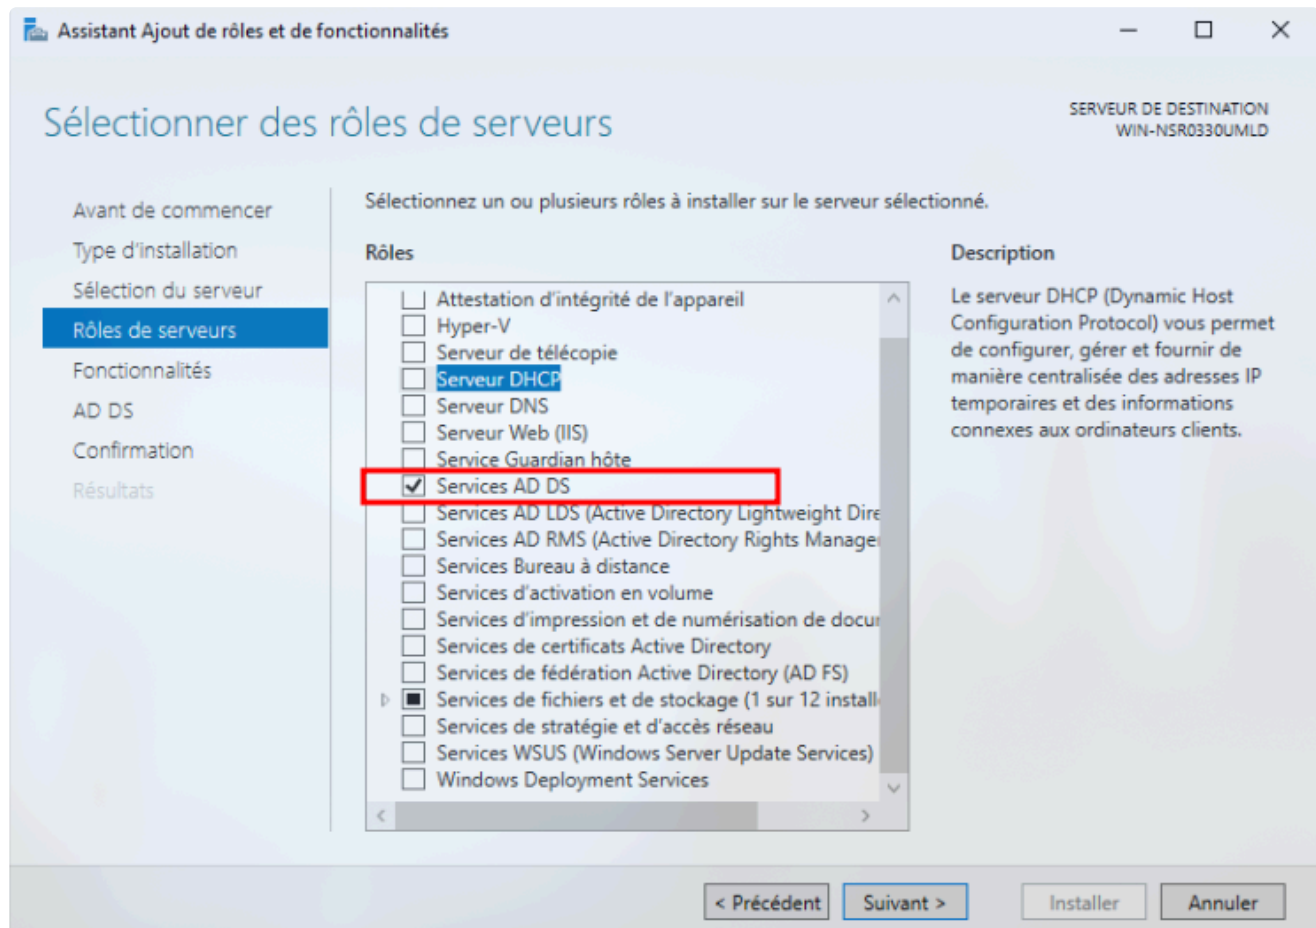 Assistant Ajout de rôles et de fonctionnalités
Sélectionner des rôles de serveurs
SERVEUR DE DESTINATION
WIN-NSR0330UMLD
Avant de commencer
Type d'installation
Sélection du serveur
Rôles de serveurs
Fonctionnalités
AD DS
Confirmation
Résultats
Sélectionnez un ou plusieurs rôles à installer sur le serveur sélectionné.
Rôles
Attestation d'intégrité de l'appareil
Hyper-V
Serveur de télécopie
Serveur DHCP
Serveur DNS
Serveur Web (IIS)
Service Guardian hôte
Services AD DS
Services AD LDS (Active Directory Lightweight Dire
Services AD RMS (Active Directory Rights Manage
Services Bureau à distance
Services d'activation en volume
Services d'impression et de numérisation de docu
Services de certificats Active Directory
Services de fédération Active Directory (AD FS)
Services de fichiers et de stockage (1 sur 12 install
Services de stratégie et d'accès réseau
Services WSUS (Windows Server Update Services)
Windows Deployment Services
Description
Le serveur DHCP (Dynamic Host
Configuration Protocol) vous permet
de configurer, gérer et fournir de
manière centralisée des adresses IP
temporaires et des informations
connexes aux ordinateurs clients.
< Précédent
Suivant >
Installer
Annuler